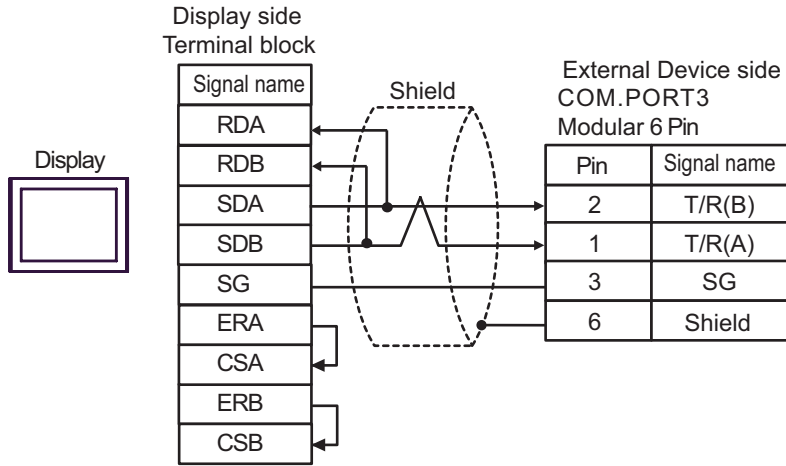 Display side
Terminal block
Signal name
RDA
RDB
SDA
SDB
SG
ERA
CSA
ERB
CSB
Display
Shield
External Device side
COM.PORT3
Modular 6 Pin
Pin Signal name
2 T/R(B)
1 T/R(A)
3 SG
6 Shield